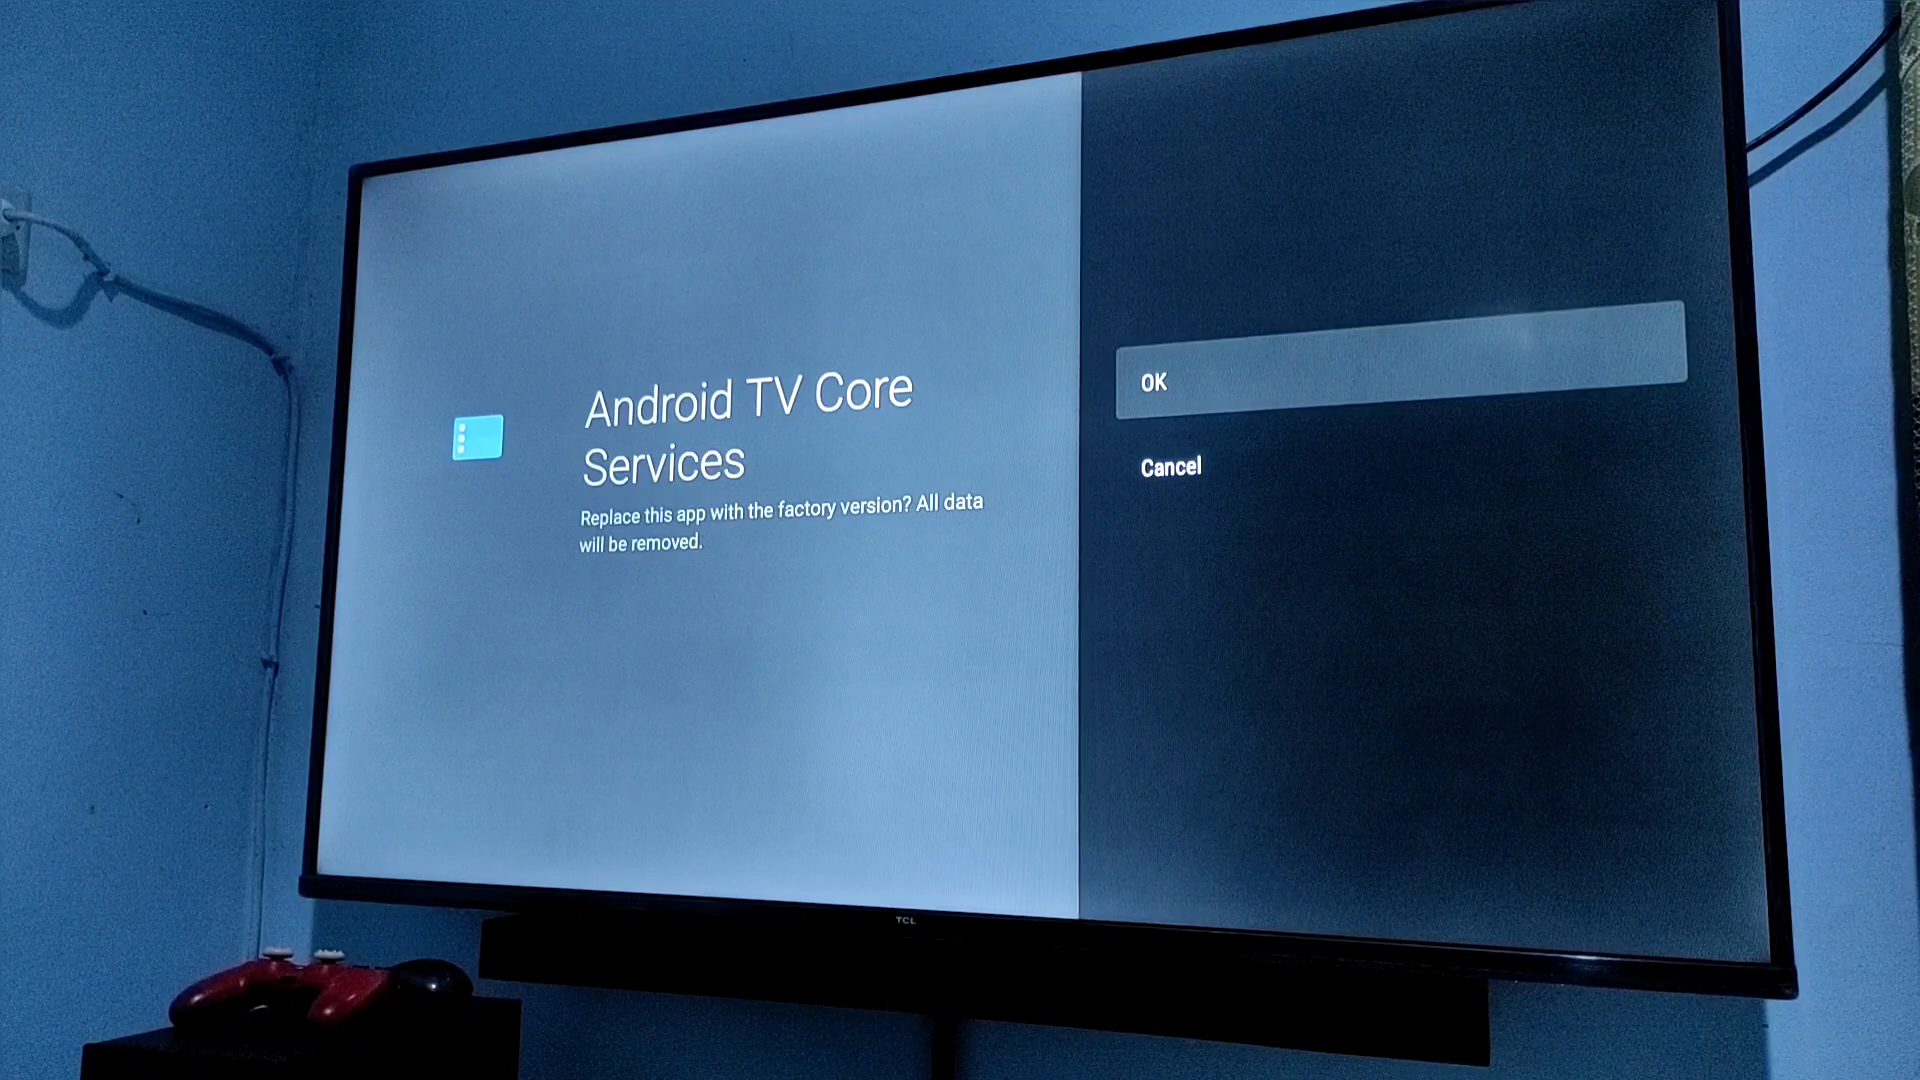 Android TV Core
Services
Replace this app with the factory version? All data
will be removed.
OK
Cancel
TCL